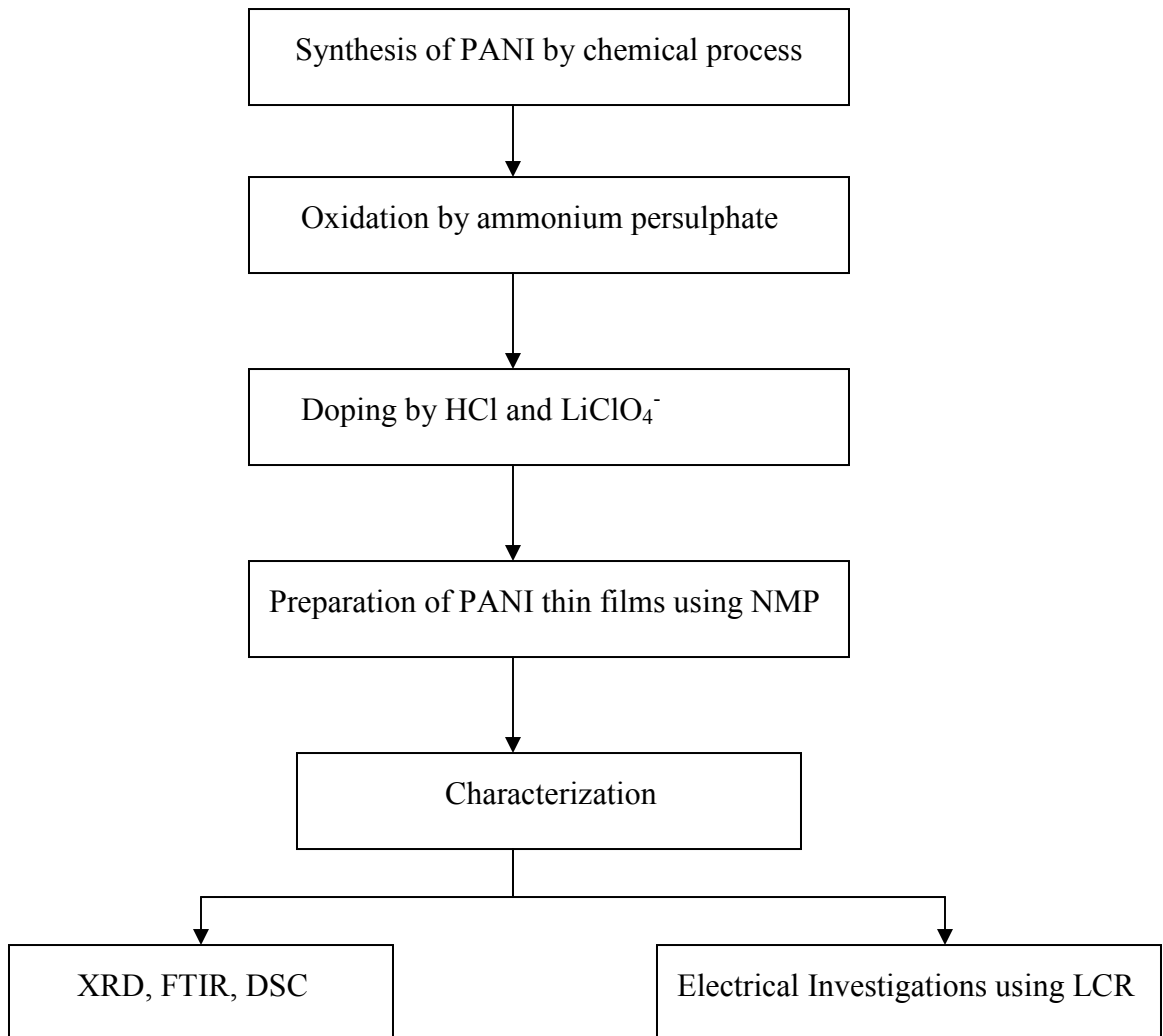 Synthesis of PANI by chemical process
Oxidation by ammonium persulphate
Doping by HCl and LiClO₄⁻
Preparation of PANI thin films using NMP
Characterization
XRD, FTIR, DSC
Electrical Investigations using LCR